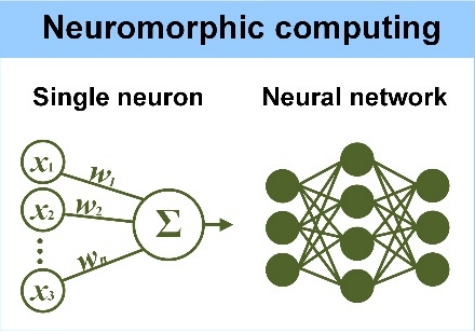 Neuromorphic computing
Single neuron
Neural network
x1
w1
x2
w2
Σ
wn
x3